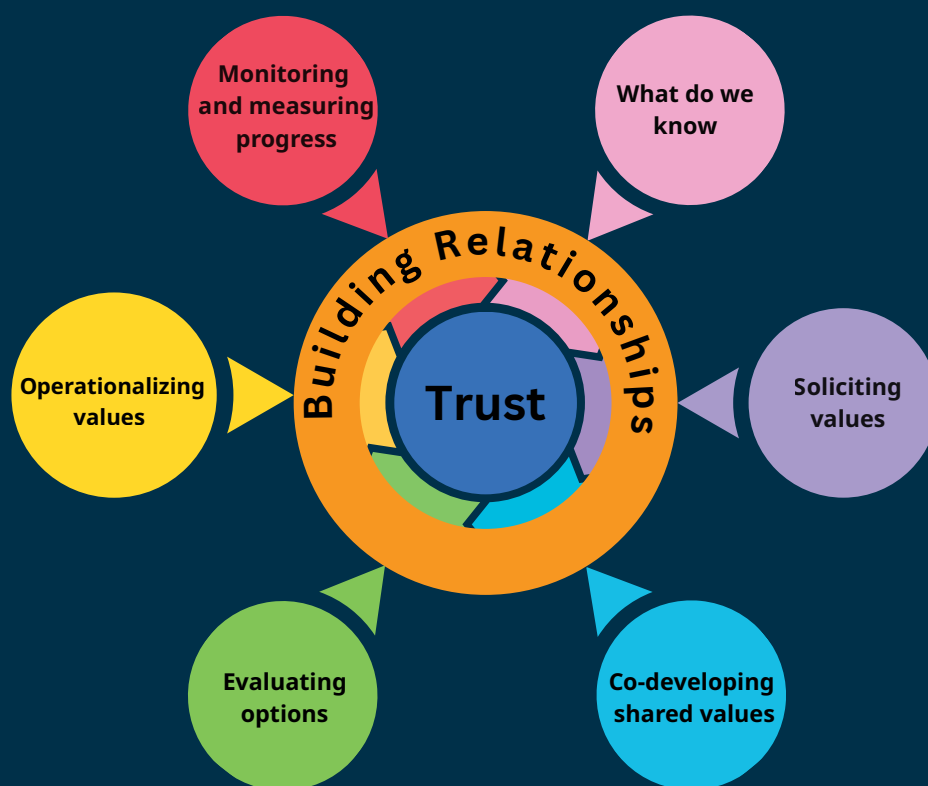 Monitoring
and measuring
progress
What do we
know
Building Relationships
Operationalizing
values
Trust
Soliciting
values
Evaluating
options
Co-developing
shared values